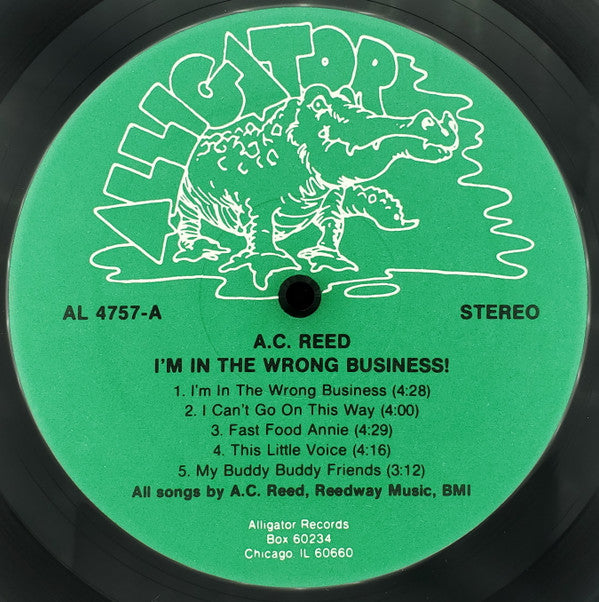 ALLIGATOR
AL 4757-A
STEREO
A.C. REED
I'M IN THE WRONG BUSINESS!
1. I'm In The Wrong Business (4:28)
2. I Can't Go On This Way (4:00)
3. Fast Food Annie (4:29)
4. This Little Voice (4:16)
5. My Buddy Buddy Friends (3:12)
All songs by A.C. Reed, Reedway Music, BMI
Alligator Records
Box 60234
Chicago, IL 60660